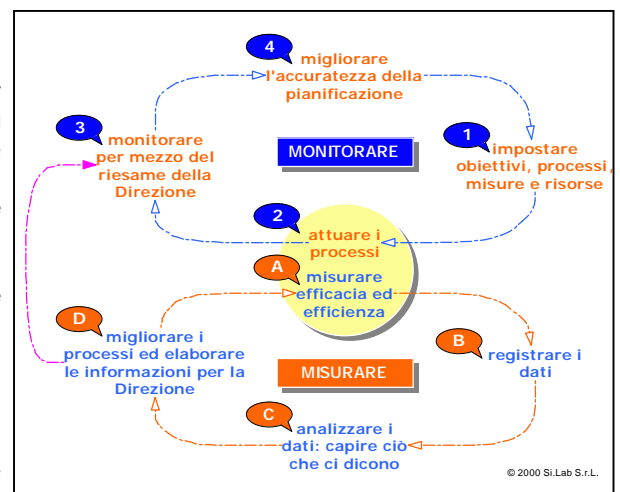 4
migliorare
l'accuratezza della
pianificazione
3
monitorare
per mezzo del
riesame della
Direzione
MONITORARE
1
impostare
obiettivi, processi,
misure e risorse
2
attuare i
processi
A
misurare
efficacia ed
efficienza
D
migliorare i
processi ed elaborare
le informazioni per la
Direzione
MISURARE
B
registrare i
dati
C
analizzare i
dati: capire ciò
che ci dicono
© 2000 Si.Lab S.r.L.